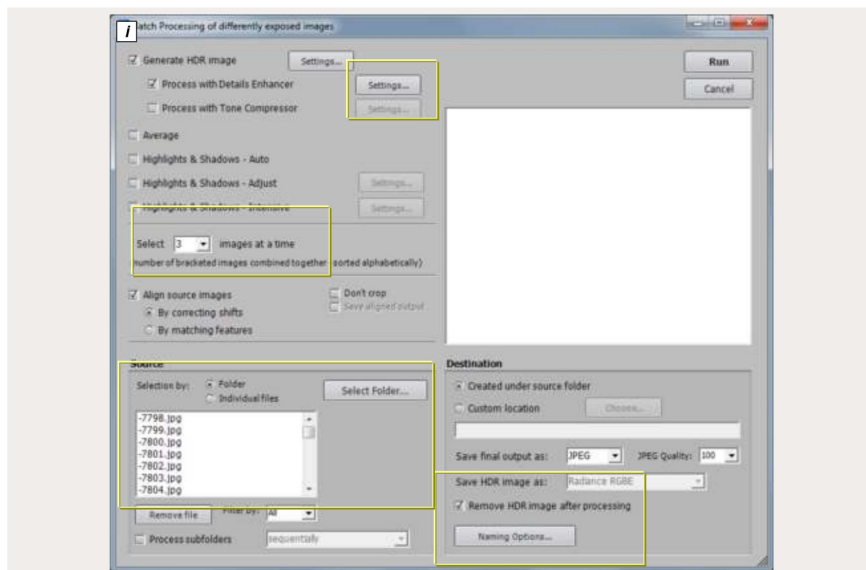 i
atch Processing of differently exposed images
Generate HDR image Settings...
Process with Details Enhancer Settings...
Process with Tone Compressor Settings...
Average
Highlights & Shadows - Auto
Highlights & Shadows - Adjust Settings...
Highlights & Shadows - Intensive Settings...
Select 3 images at a time
(number of bracketed images combined together sorted alphabetically)
Align source images
Don't crop
Save aligned output
By correcting shifts
By matching features
Run
Cancel
Source
Selection by: Folder
Individual files
Select Folder...
-7798.jpg
-7799.jpg
-7800.jpg
-7801.jpg
-7802.jpg
-7803.jpg
-7804.jpg
Remove file Filter by: All
Process subfolders sequentially
Destination
Created under source folder
Custom location Choose...
Save final output as: JPEG JPEG Quality: 100
Save HDR image as: Radiance RGBE
Remove HDR image after processing
Naming Options...